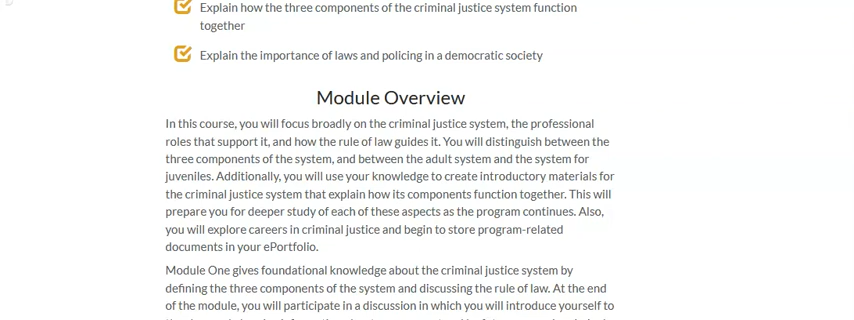 Explain how the three components of the criminal justice system function
together
Explain the importance of laws and policing in a democratic society
Module Overview
In this course, you will focus broadly on the criminal justice system, the professional
roles that support it, and how the rule of law guides it. You will distinguish between the
three components of the system, and between the adult system and the system for
juveniles. Additionally, you will use your knowledge to create introductory materials for
the criminal justice system that explain how its components function together. This will
prepare you for deeper study of each of these aspects as the program continues. Also,
you will explore careers in criminal justice and begin to store program-related
documents in your ePortfolio.
Module One gives foundational knowledge about the criminal justice system by
defining the three components of the system and discussing the rule of law. At the end
of the module, you will participate in a discussion in which you will introduce yourself to